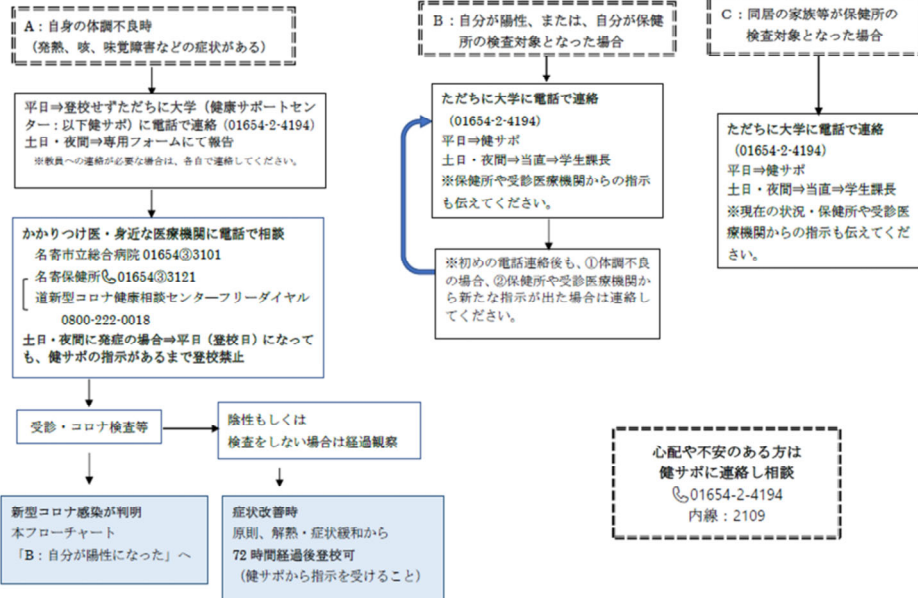 A：自身の体調不良時
（発熱、咳、味覚障害などの症状がある）
平日⇒登校せずただちに大学（健康サポートセン
ター：以下健サポ）に電話で連絡（01654-2-4194）
土日・夜間⇒専用フォームにて報告
※教員への連絡が必要な場合は、各自で連絡してください。
かかりつけ医・身近な医療機関に電話で相談
名寄市立総合病院 01654③3101
名寄保健所📞01654③3121
道新型コロナ健康相談センターフリーダイヤル
0800-222-0018
土日・夜間に発症の場合⇒平日（登校日）になって
も、健サポの指示があるまで登校禁止
受診・コロナ検査等
陰性もしくは
検査をしない場合は経過観察
新型コロナ感染が判明
本フローチャート
「B：自分が陽性になった」へ
症状改善時
原則、解熱・症状緩和から
72 時間経過後登校可
（健サポから指示を受けること）
B：自分が陽性、または、自分が保健
所の検査対象となった場合
ただちに大学に電話で連絡
（01654-2-4194）
平日⇒健サポ
土日・夜間⇒当直⇒学生課長
※保健所や受診医療機関からの指示
も伝えてください。
※初めの電話連絡後も、①体調不良
の場合、②保健所や受診医療機関か
ら新たな指示が出た場合は連絡し
てください。
C：同居の家族等が保健所の
検査対象となった場合
ただちに大学に電話で連絡
（01654-2-4194）
平日⇒健サポ
土日・夜間⇒当直⇒学生課長
※現在の状況・保健所や受診医
療機関からの指示も伝えてくだ
さい。
心配や不安のある方は
健サポに連絡し相談
📞01654-2-4194
内線：2109